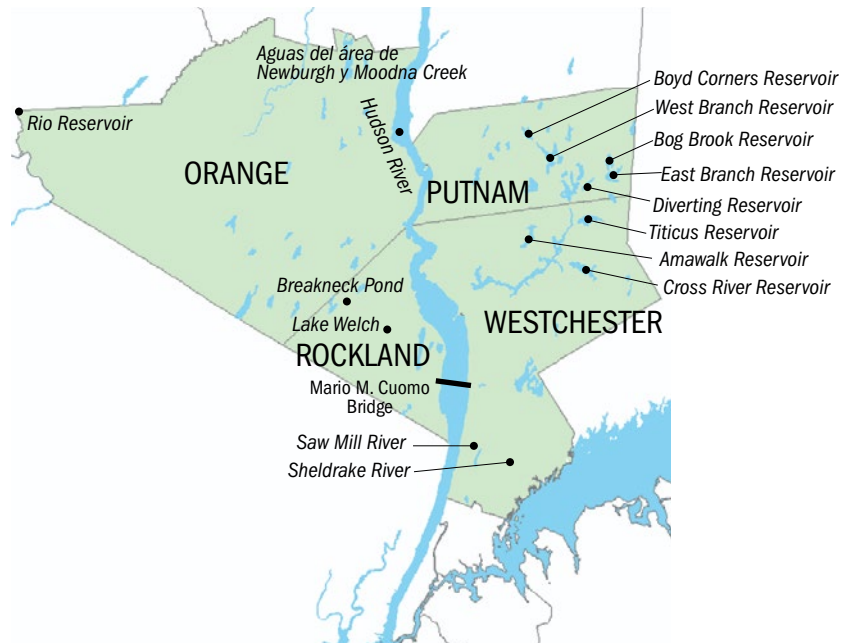 Aguas del área de
Newburgh y Moodna Creek
Rio Reservoir
Hudson River
ORANGE
PUTNAM
Boyd Corners Reservoir
West Branch Reservoir
Bog Brook Reservoir
East Branch Reservoir
Diverting Reservoir
Titicus Reservoir
Amawalk Reservoir
Cross River Reservoir
Breakneck Pond
Lake Welch
WESTCHESTER
ROCKLAND
Mario M. Cuomo
Bridge
Saw Mill River
Sheldrake River